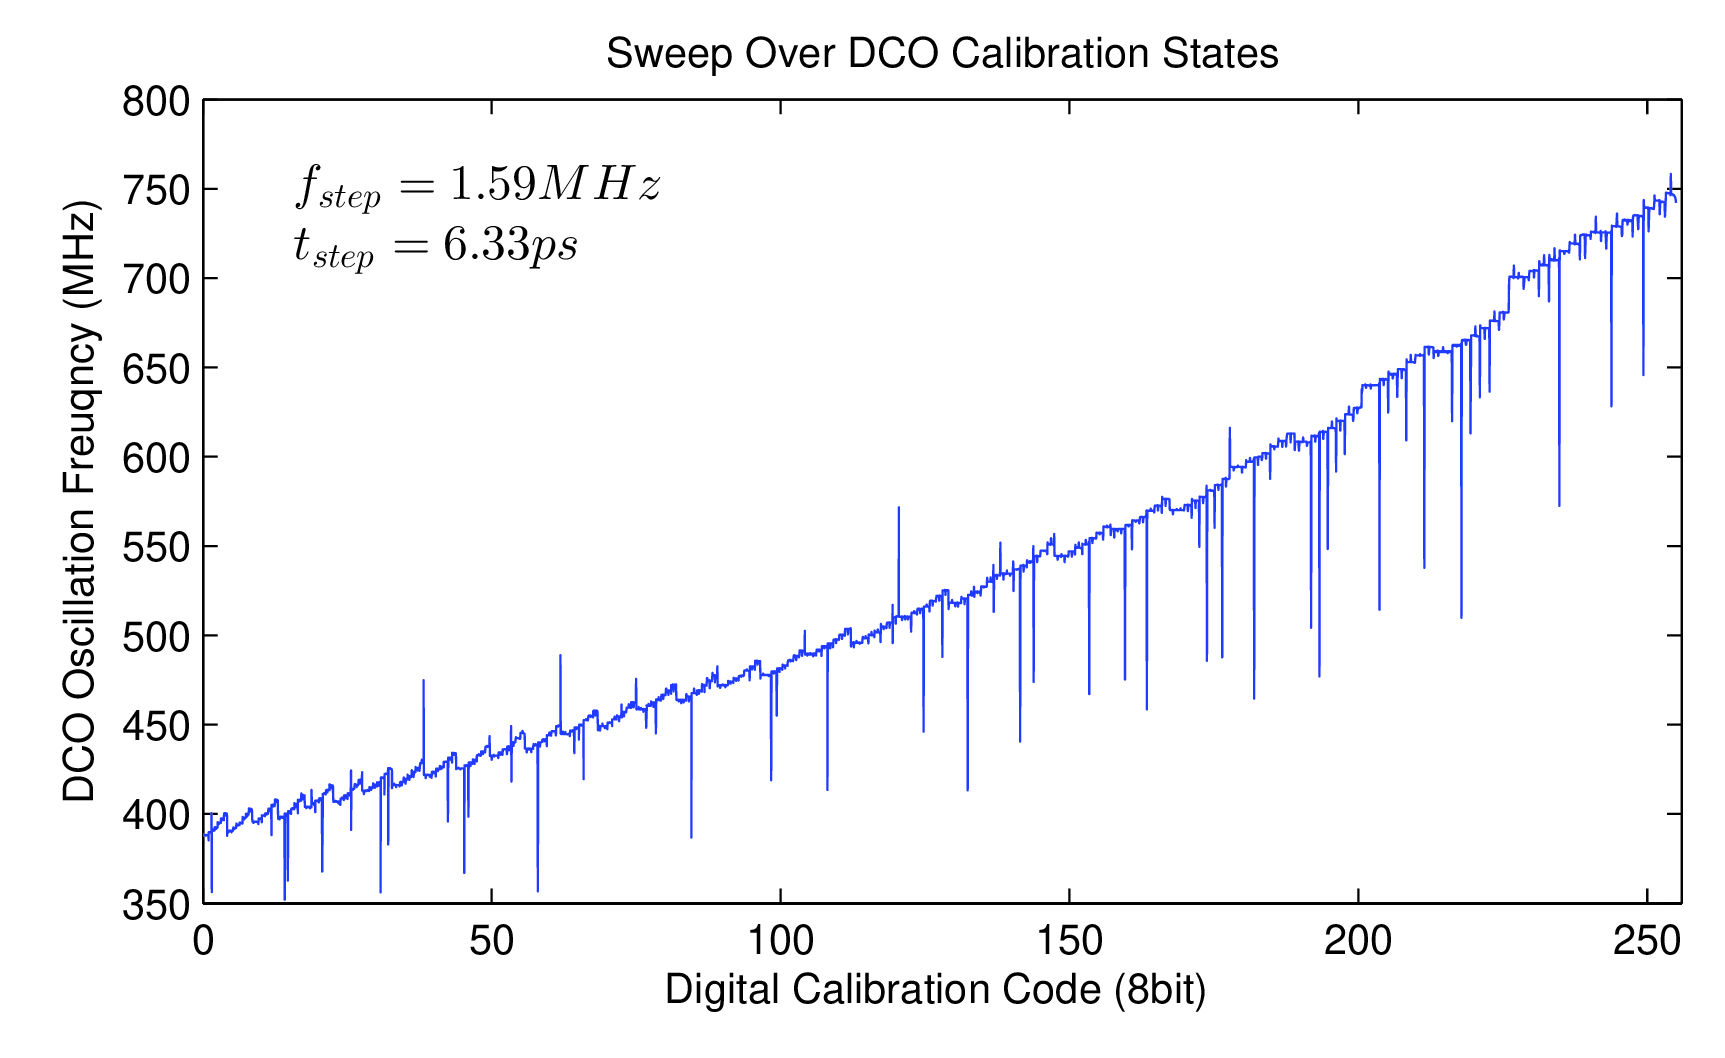 Sweep Over DCO Calibration States
800
750
700
650
600
550
500
450
400
350
f_step = 1.59MHz
t_step = 6.33ps
DCO Oscillation Freuqncy (MHz)
0 50 100 150 200 250
Digital Calibration Code (8bit)